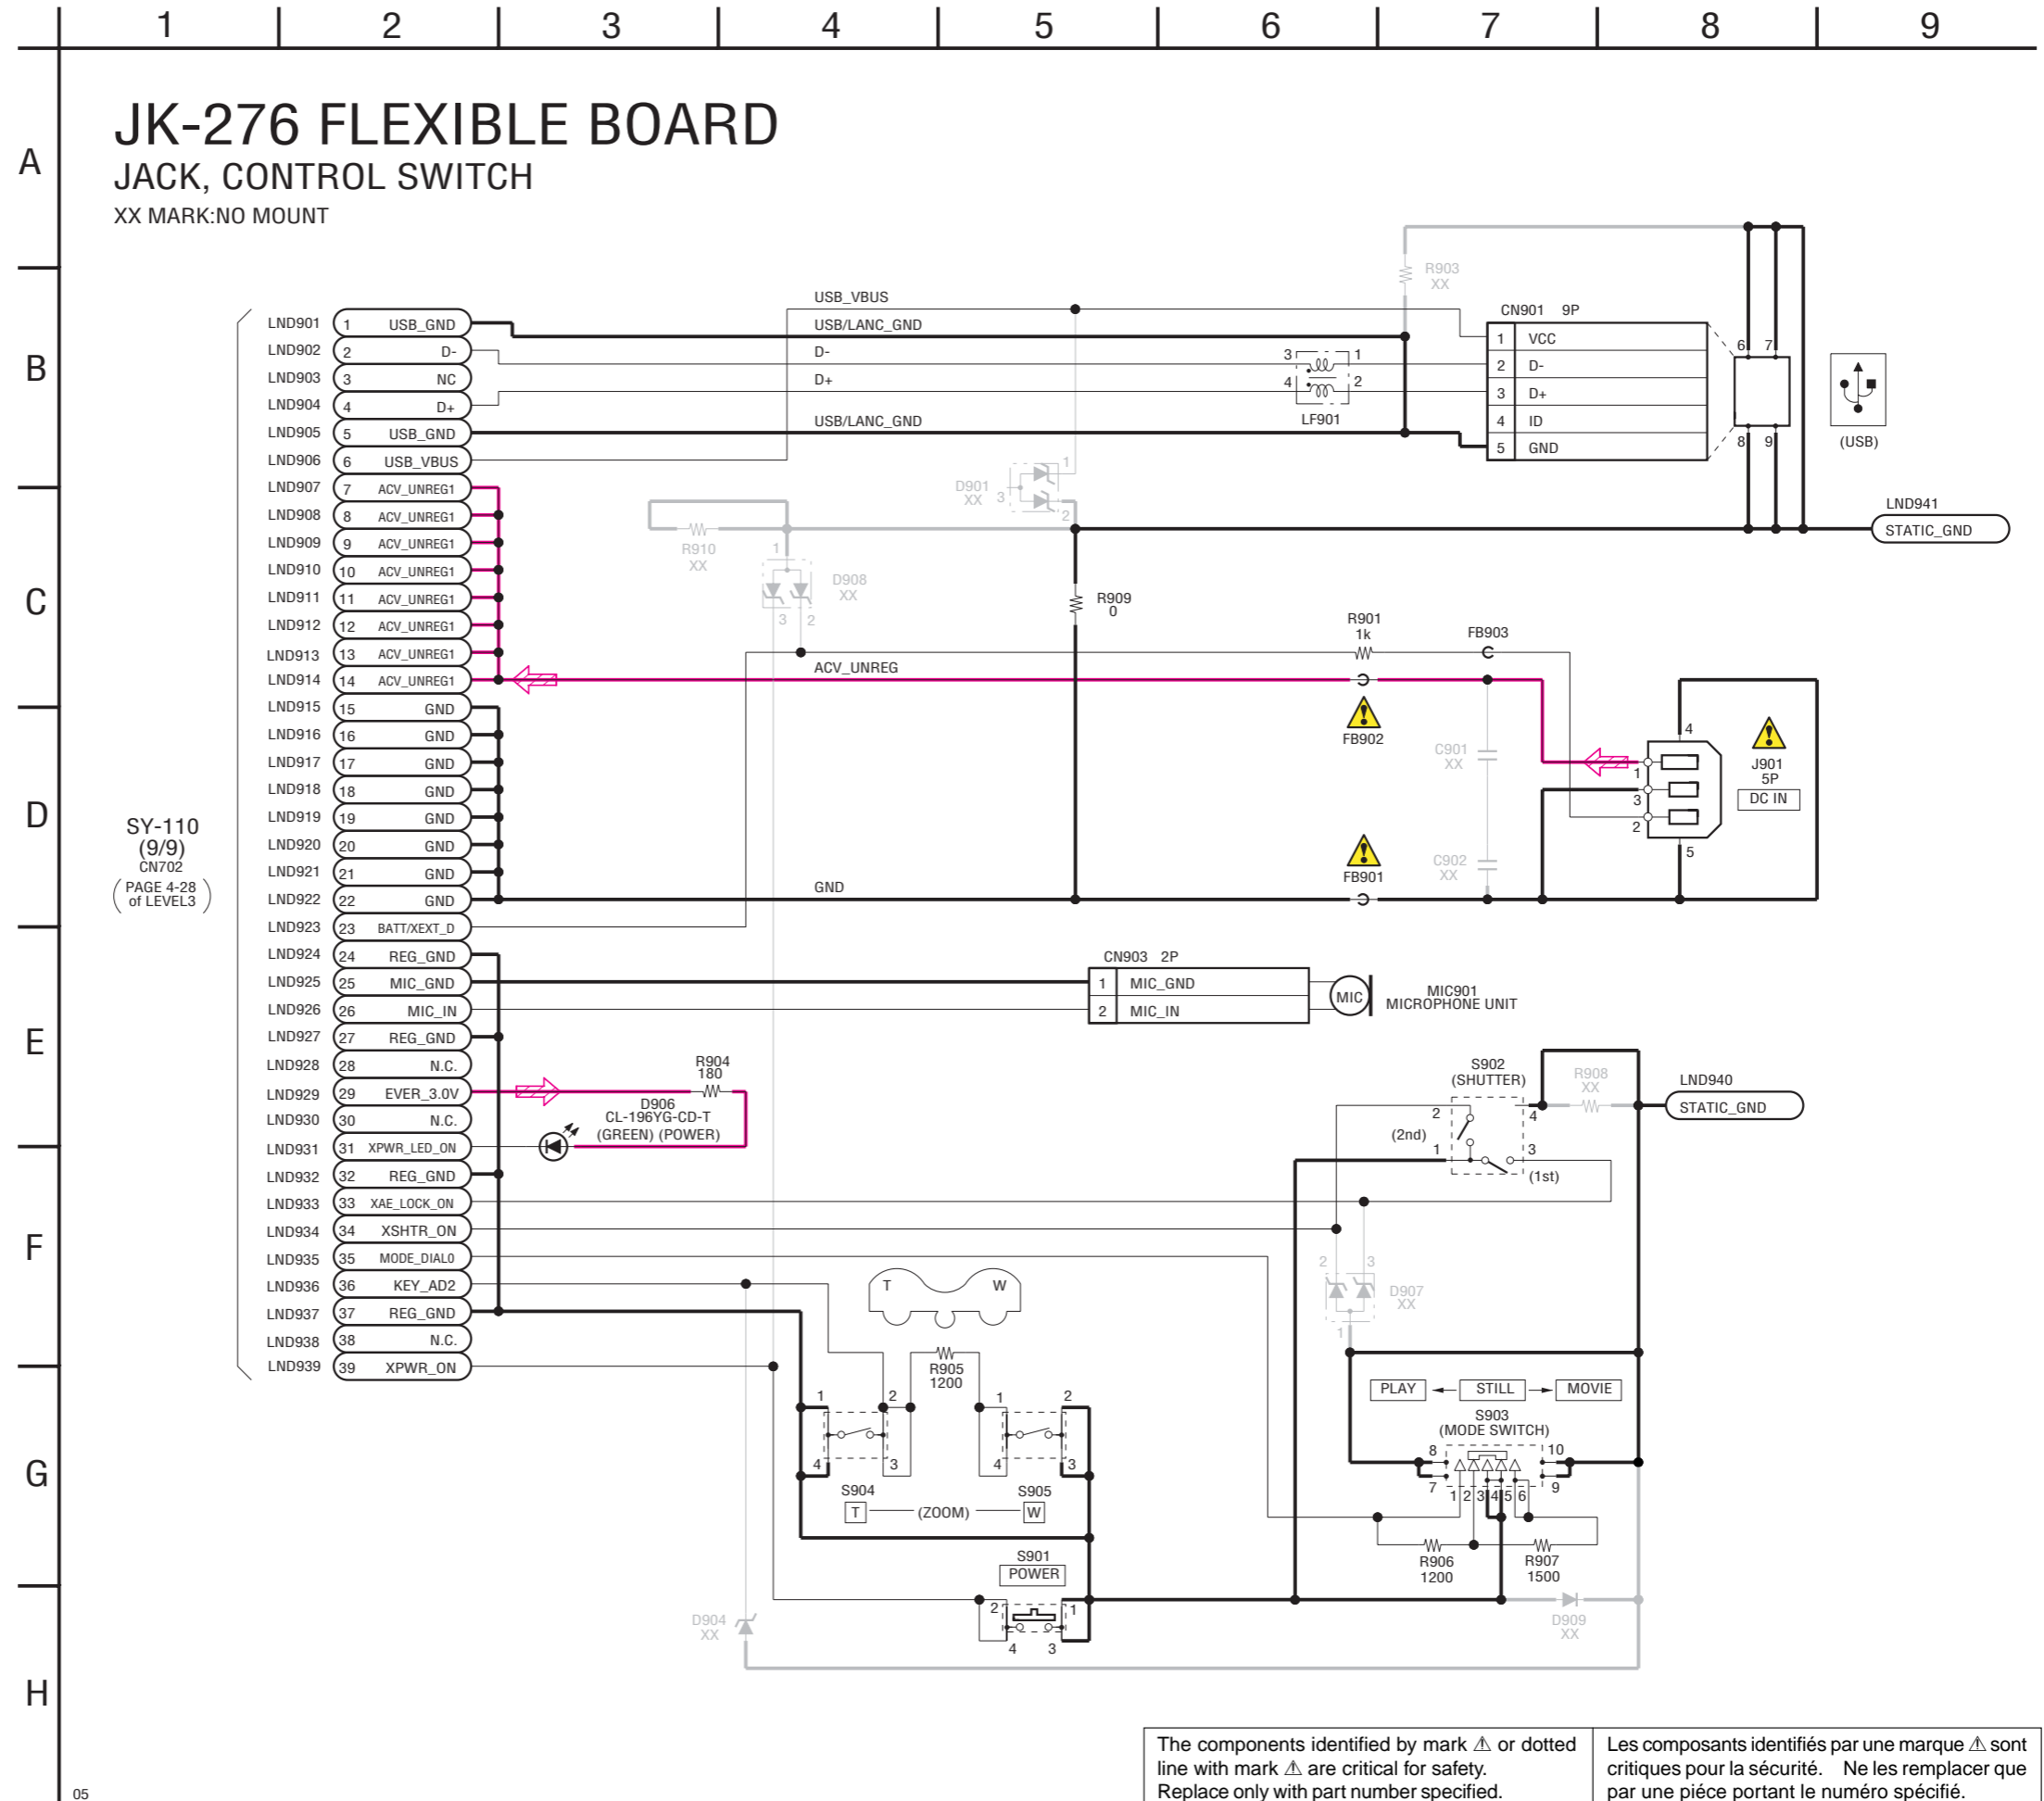 1 2 3 4 5 6 7 8 9
A
B
C
D
E
F
G
H
JK-276 FLEXIBLE BOARD
JACK, CONTROL SWITCH
XX MARK:NO MOUNT
SY-110
(9/9)
CN702
( PAGE 4-28
of LEVEL3 )
LND901 1 USB_GND
LND902 2 D-
LND903 3 NC
LND904 4 D+
LND905 5 USB_GND
LND906 6 USB_VBUS
LND907 7 ACV_UNREG1
LND908 8 ACV_UNREG1
LND909 9 ACV_UNREG1
LND910 10 ACV_UNREG1
LND911 11 ACV_UNREG1
LND912 12 ACV_UNREG1
LND913 13 ACV_UNREG1
LND914 14 ACV_UNREG1
LND915 15 GND
LND916 16 GND
LND917 17 GND
LND918 18 GND
LND919 19 GND
LND920 20 GND
LND921 21 GND
LND922 22 GND
LND923 23 BATT/XEXT_D
LND924 24 REG_GND
LND925 25 MIC_GND
LND926 26 MIC_IN
LND927 27 REG_GND
LND928 28 N.C.
LND929 29 EVER_3.0V
LND930 30 N.C.
LND931 31 XPWR_LED_ON
LND932 32 REG_GND
LND933 33 XAE_LOCK_ON
LND934 34 XSHTR_ON
LND935 35 MODE_DIAL0
LND936 36 KEY_AD2
LND937 37 REG_GND
LND938 38 N.C.
LND939 39 XPWR_ON
USB_VBUS
USB/LANC_GND
D-
D+
USB/LANC_GND
3 1
4 2
LF901
R903
XX
CN901 9P
1 VCC
2 D-
3 D+
4 ID
5 GND
6 7
8 9
(USB)
D901
XX
1
3
2
R910
XX
1
D908
XX
3 2
R909
0
LND941
STATIC_GND
R901
1k
FB903
ACV_UNREG
FB902
C901
XX
C902
XX
FB901
GND
4
1
3
2
5
J901
5P
DC IN
CN903 2P
1 MIC_GND
2 MIC_IN
MIC
MIC901
MICROPHONE UNIT
R904
180
D906
CL-196YG-CD-T
(GREEN) (POWER)
S902
(SHUTTER)
2
4
(2nd)
1
3
(1st)
R908
XX
LND940
STATIC_GND
2 3
D907
XX
1
T W
R905
1200
1 2
4 3
1 2
4 3
S904
T
(ZOOM)
S905
W
PLAY STILL MOVIE
S903
(MODE SWITCH)
8 10
7 9
1 2 3 4 5 6
R906
1200
R907
1500
S901
POWER
2 1
4 3
D904
XX
D909
XX
05
The components identified by mark ⚠ or dotted
line with mark ⚠ are critical for safety.
Replace only with part number specified.
Les composants identifiés par une marque ⚠ sont
critiques pour la sécurité. Ne les remplacer que
par une piéce portant le numéro spécifié.